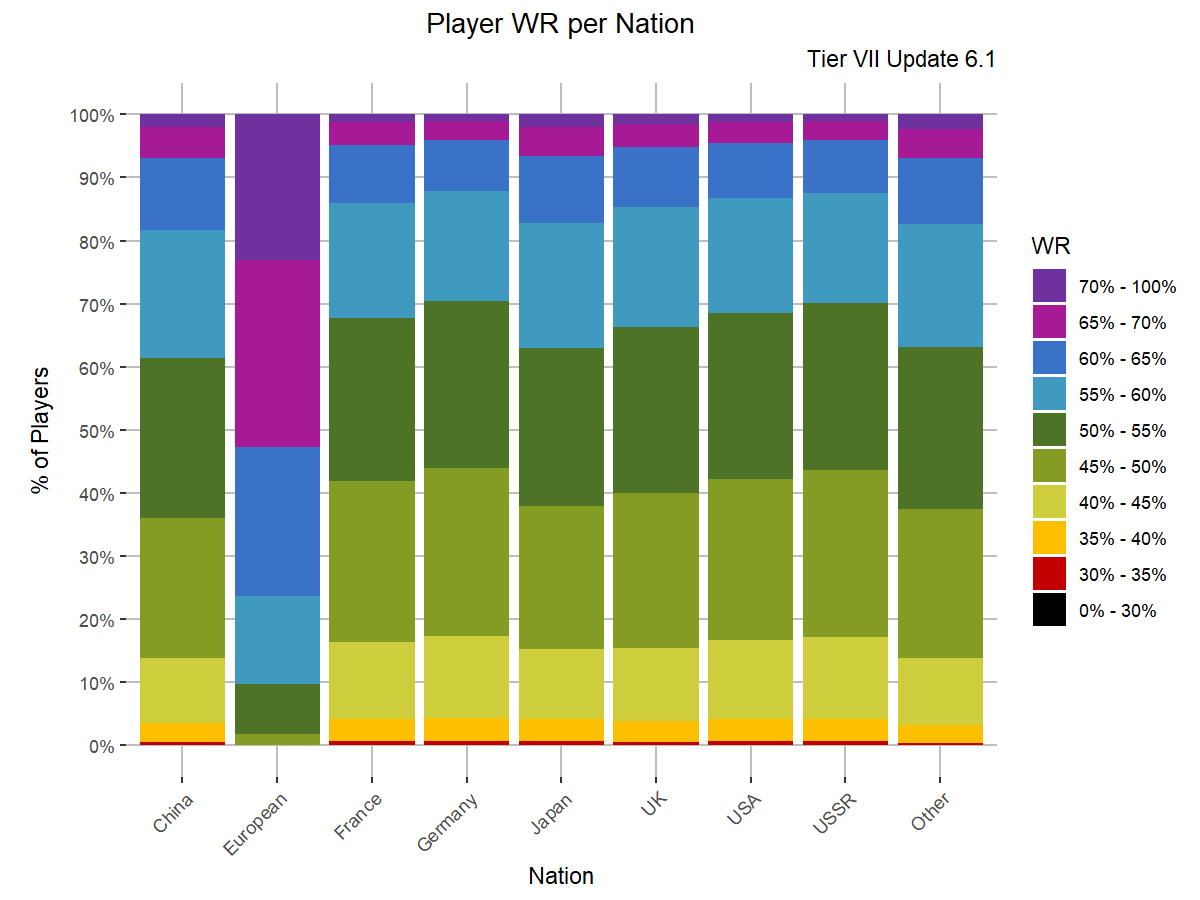 Player WR per Nation
Tier VII Update 6.1
% of Players
100%
90%
80%
70%
60%
50%
40%
30%
20%
10%
0%
China
European
France
Germany
Japan
UK
USA
USSR
Other
Nation
WR
70% - 100%
65% - 70%
60% - 65%
55% - 60%
50% - 55%
45% - 50%
40% - 45%
35% - 40%
30% - 35%
0% - 30%